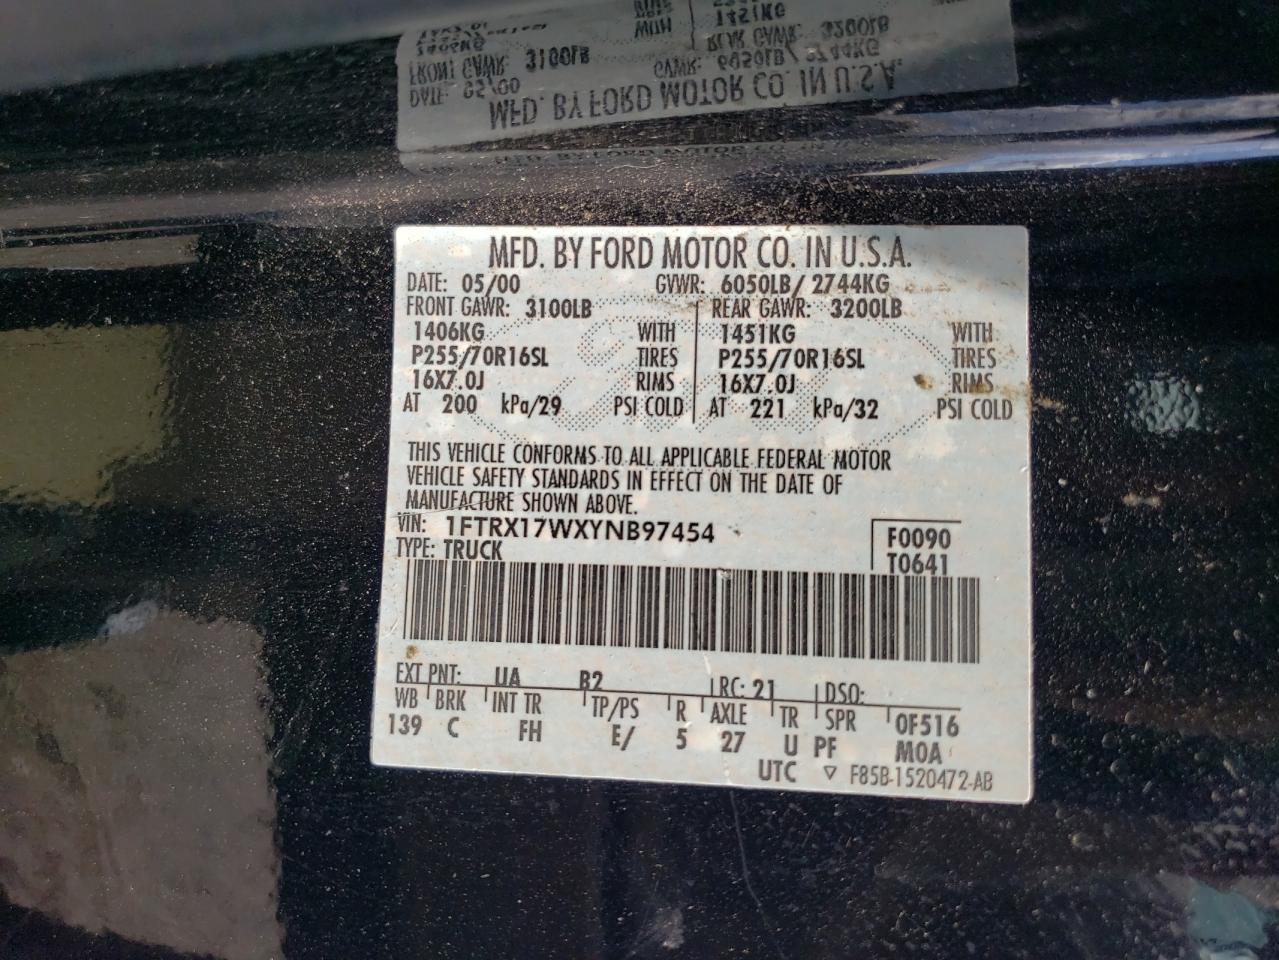 MFD. BY FORD MOTOR CO. IN U.S.A.
DATE: 05/00 GVWR: 6050LB/ 2744KG
FRONT GAWR: 3100LB REAR GAWR: 3200LB
1406KG WITH 1451KG WITH
P255/70R16SL TIRES P255/70R16SL TIRES
16X7.0J RIMS 16X7.0J RIMS
AT 200 kPa/29 PSI COLD AT 221 kPa/32 PSI COLD
THIS VEHICLE CONFORMS TO ALL APPLICABLE FEDERAL MOTOR
VEHICLE SAFETY STANDARDS IN EFFECT ON THE DATE OF
MANUFACTURE SHOWN ABOVE.
VIN: 1FTRX17WXYNB97454 F0090
TYPE: TRUCK T0641
EXT PNT: UA B2 RC: 21 DSO:
WB BRK INT TR TP/PS R AXLE TR SPR 0F516
139 C FH E/ 5 27 U PF M0A
UTC ▽ F85B-1520472-AB